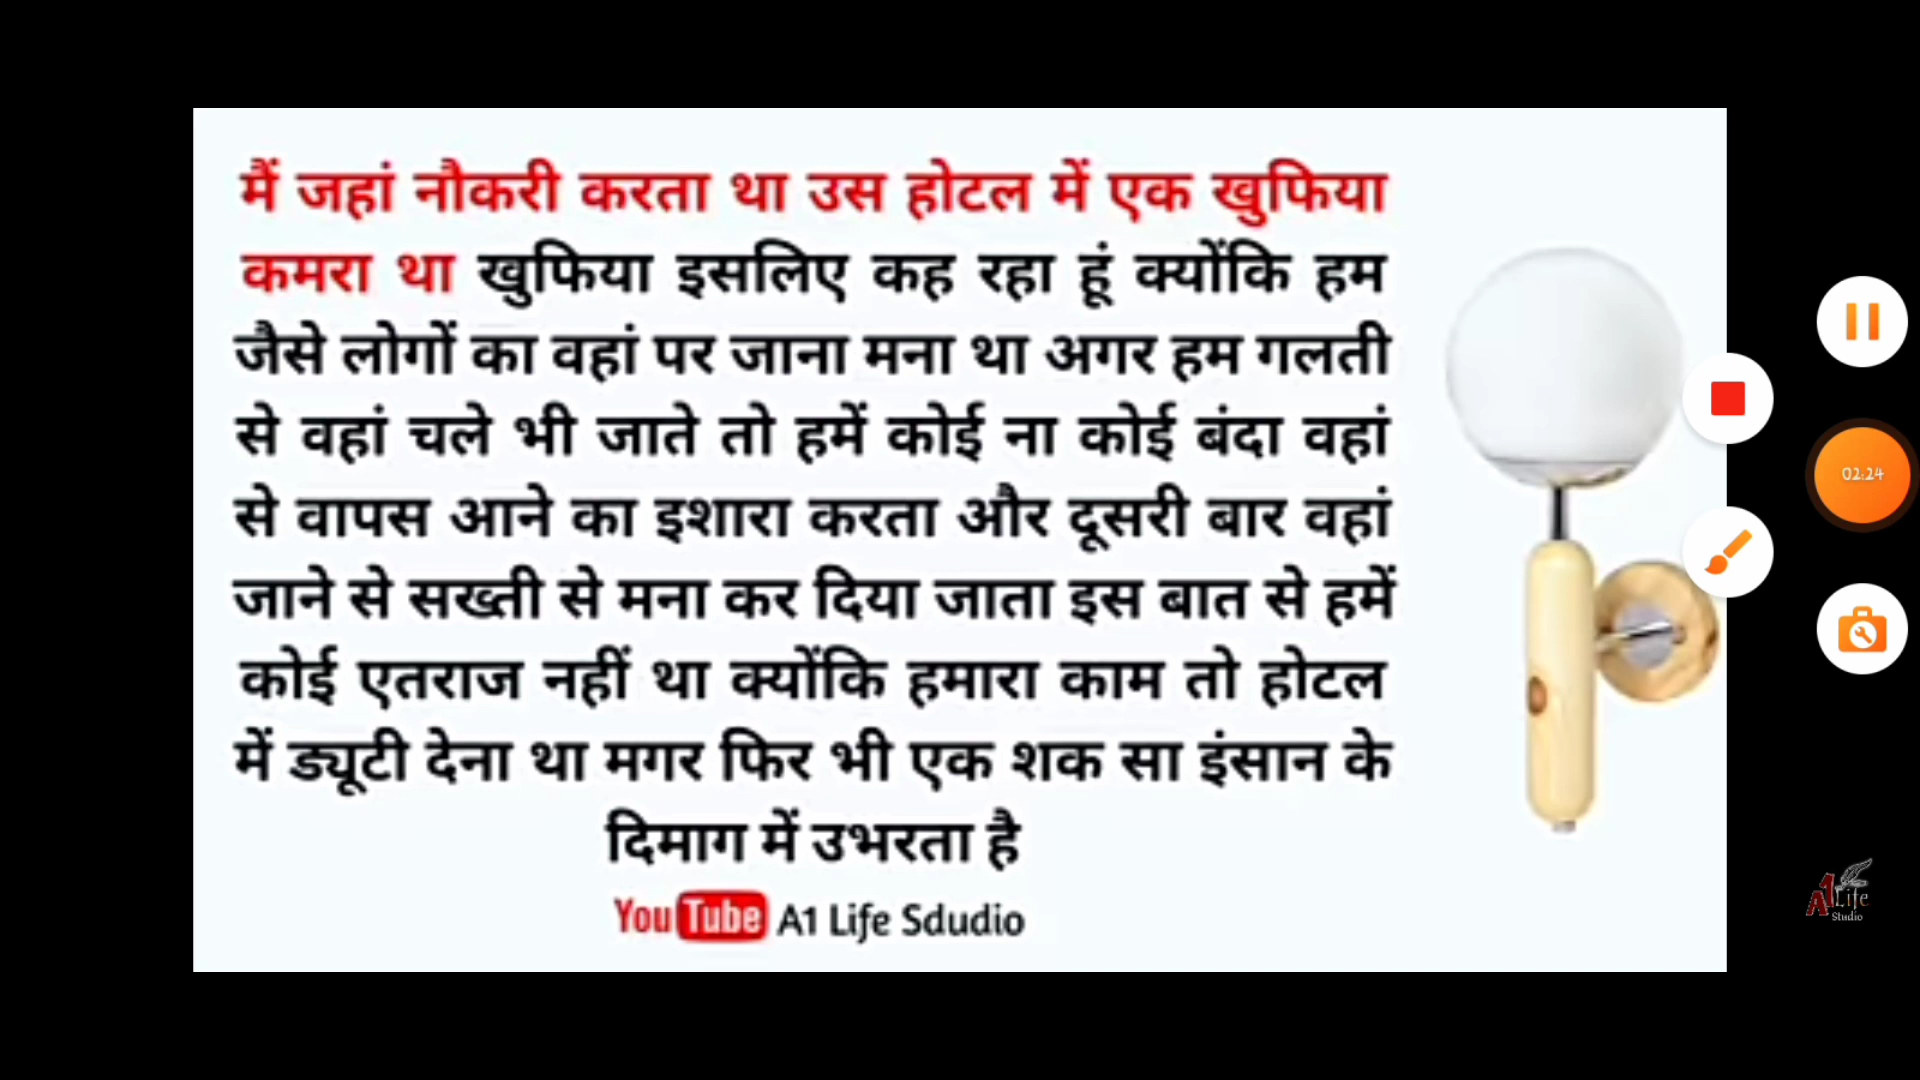 मैं जहां नौकरी करता था उस होटल में एक खुफिया
कमरा था खुफिया इसलिए कह रहा हूं क्योंकि हम
जैसे लोगों का वहां पर जाना मना था अगर हम गलती
से वहां चले भी जाते तो हमें कोई ना कोई बंदा वहां
से वापस आने का इशारा करता और दूसरी बार वहां
जाने से सख्ती से मना कर दिया जाता इस बात से हमें
कोई एतराज नहीं था क्योंकि हमारा काम तो होटल
में ड्यूटी देना था मगर फिर भी एक शक सा इंसान के
दिमाग में उभरता है
YouTube A1 Life Sdudio
02:24
A1 Life
Studio